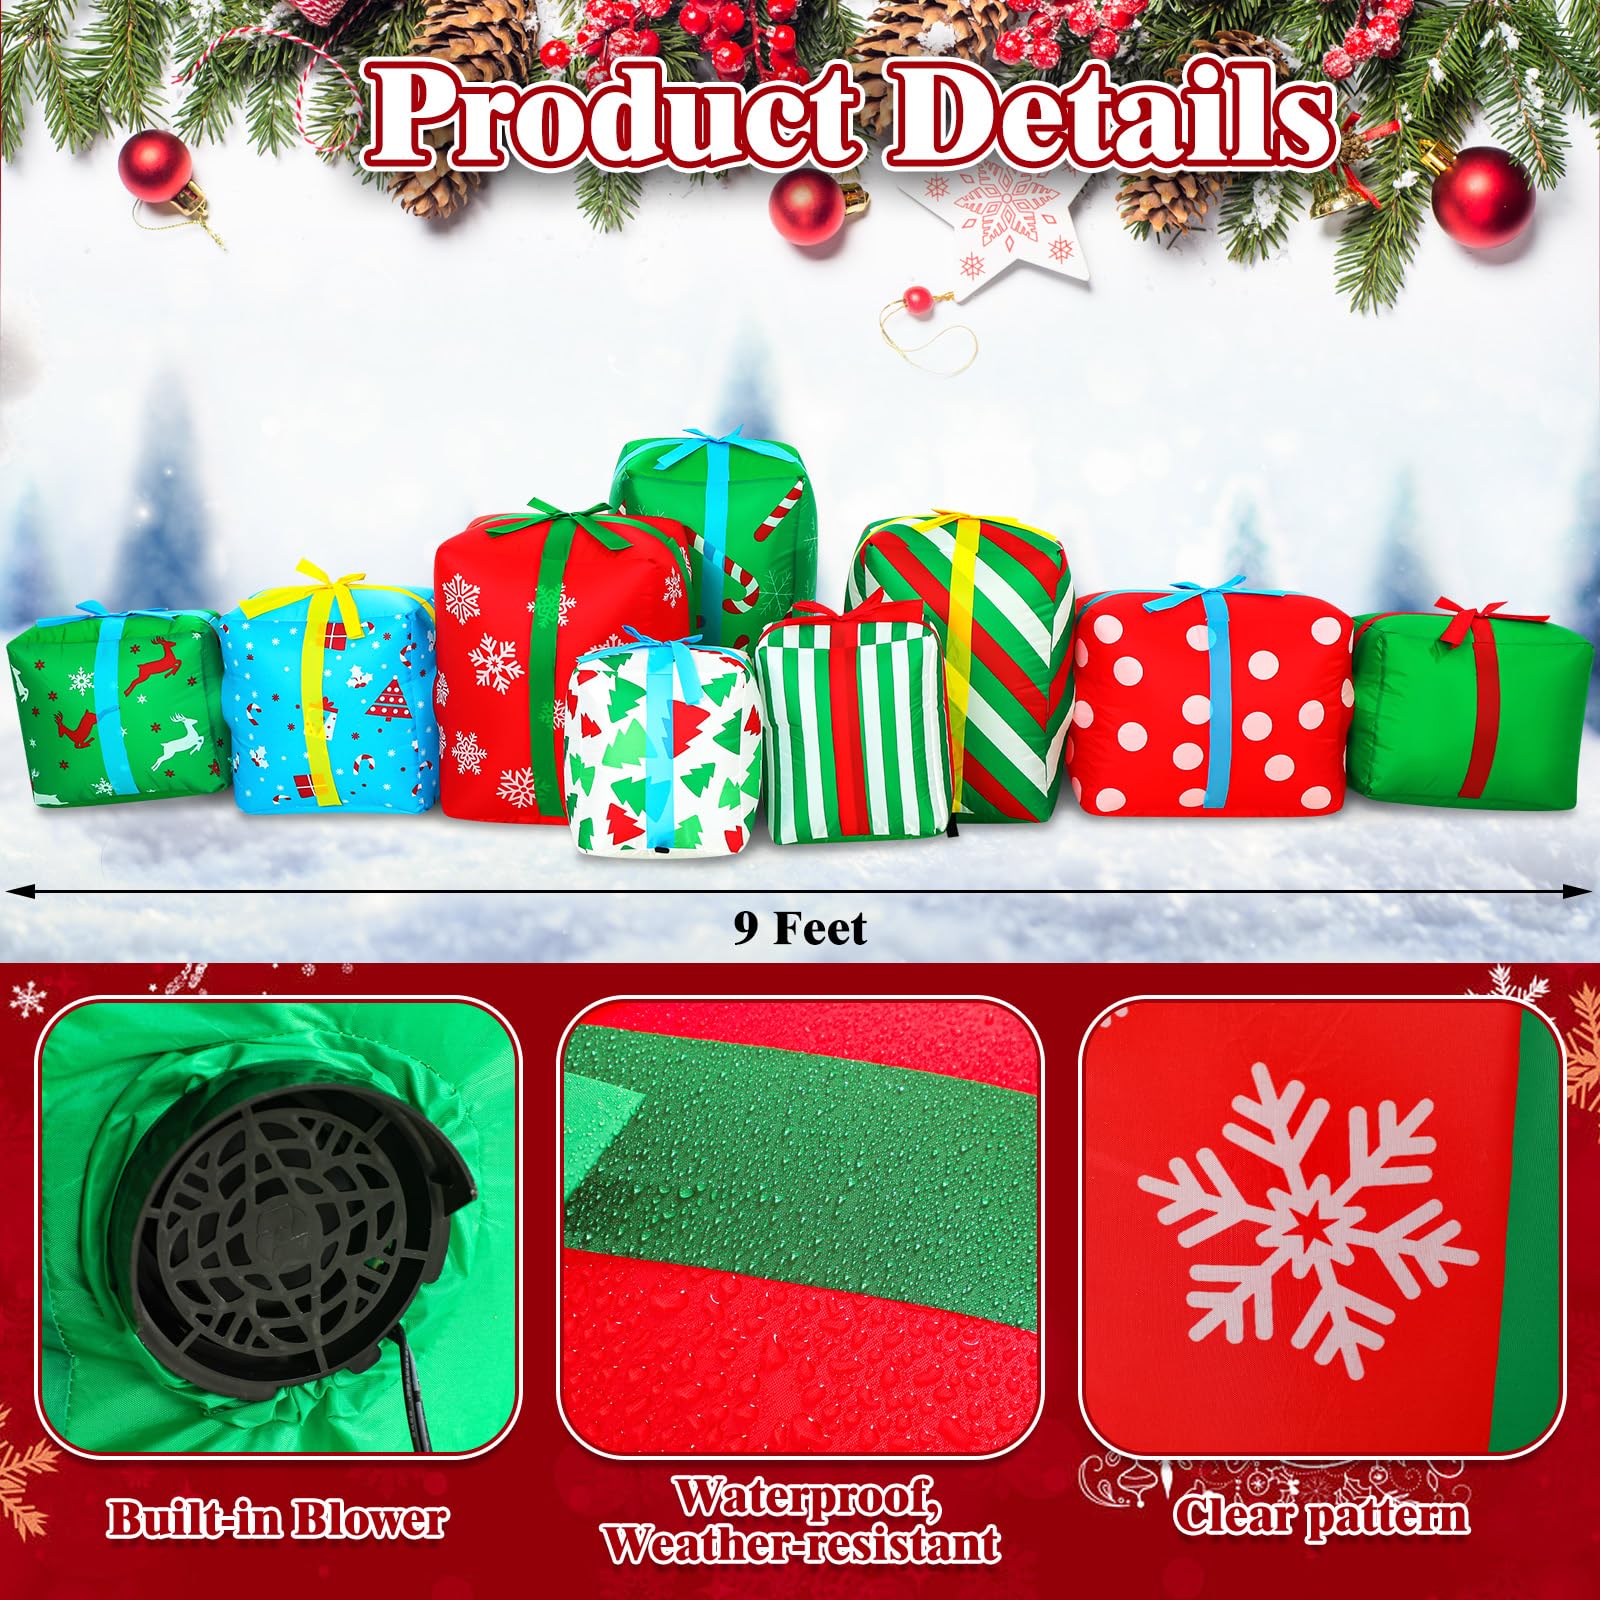 Product Details
9 Feet
Built-in Blower
Waterproof,
Weather-resistant
Clear pattern